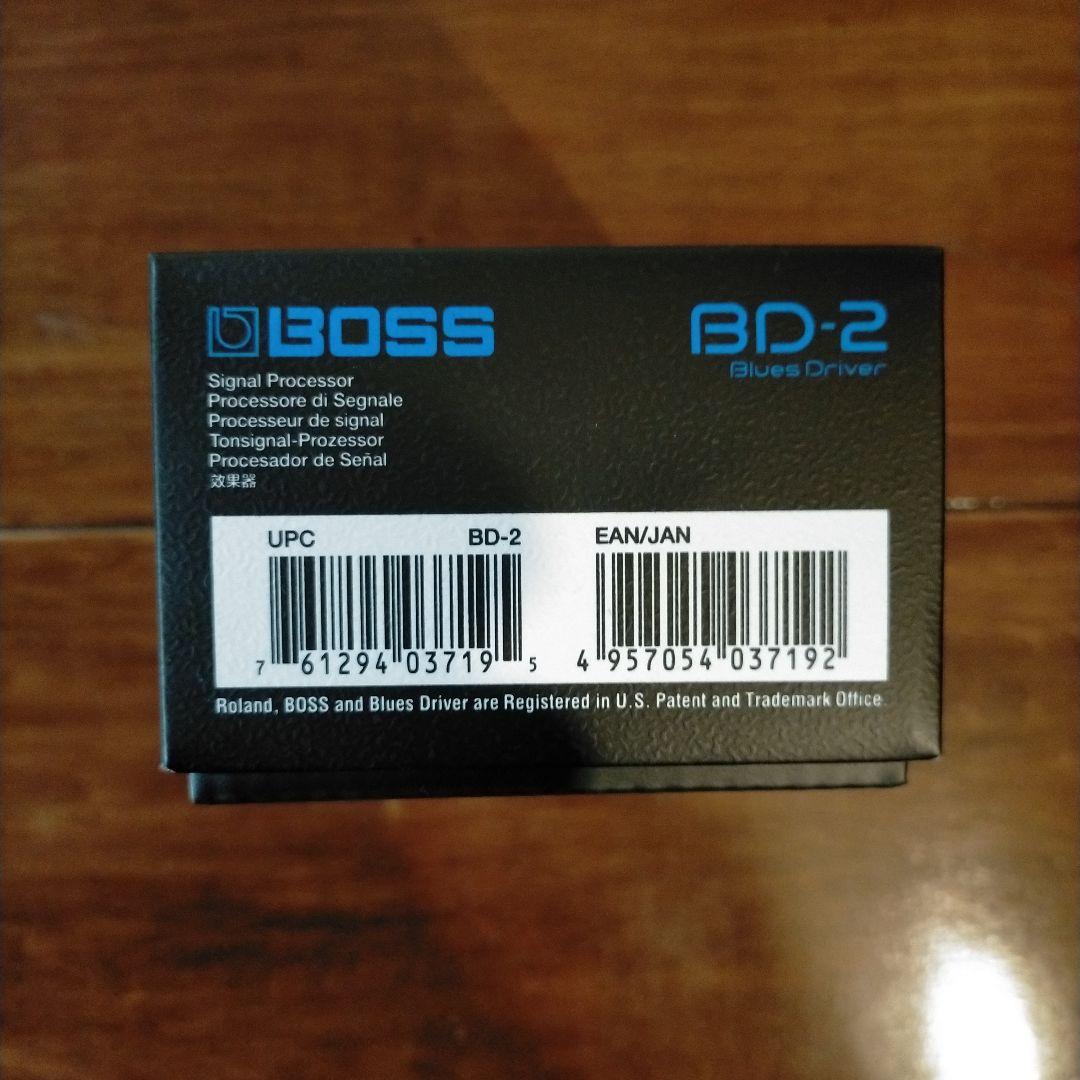 BOSS
BD-2
Blues Driver
Signal Processor
Processore di Segnale
Processeur de signal
Tonsignal-Prozessor
Procesador de Señal
效果器
UPC BD-2
7 61294 03719 5
EAN/JAN
4 957054 037192
Roland, BOSS and Blues Driver are Registered in U.S. Patent and Trademark Office.